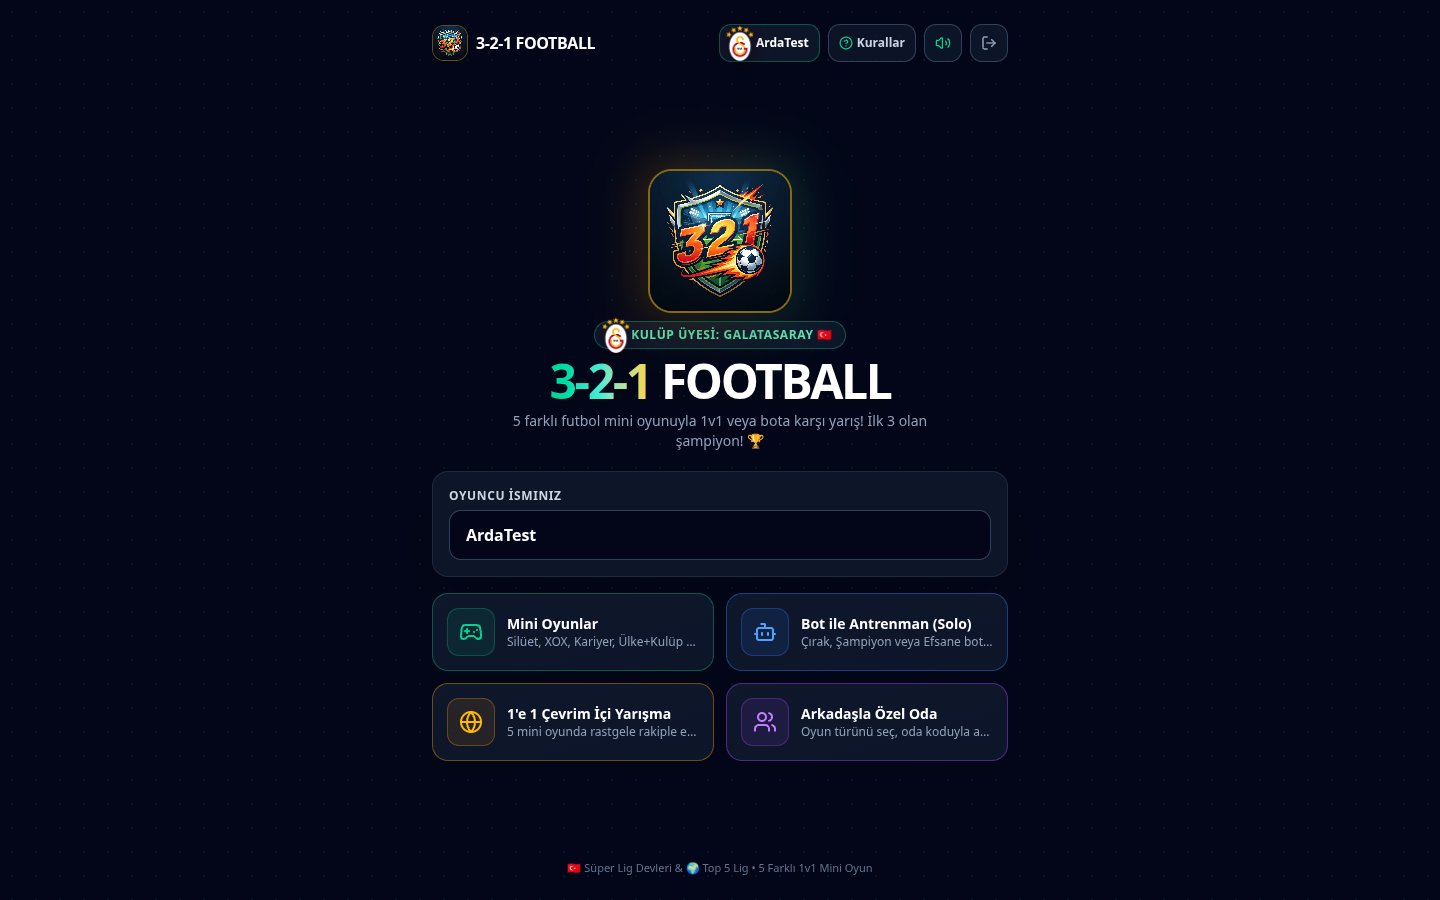 3-2-1 FOOTBALL
ArdaTest
Kurallar
321
KULÜP ÜYESİ: GALATASARAY 🇹🇷
3-2-1 FOOTBALL
5 farklı futbol mini oyunuyla 1v1 veya bota karşı yarış! İlk 3 olan
şampiyon! 🏆
OYUNCU İSMINIZ
ArdaTest
Mini Oyunlar
Silüet, XOX, Kariyer, Ülke+Kulüp ...
Bot ile Antrenman (Solo)
Çırak, Şampiyon veya Efsane bot...
1'e 1 Çevrim İçi Yarışma
5 mini oyunda rastgele rakiple e...
Arkadaşla Özel Oda
Oyun türünü seç, oda koduyla a...
🇹🇷 Süper Lig Devleri & 🌍 Top 5 Lig • 5 Farklı 1v1 Mini Oyun